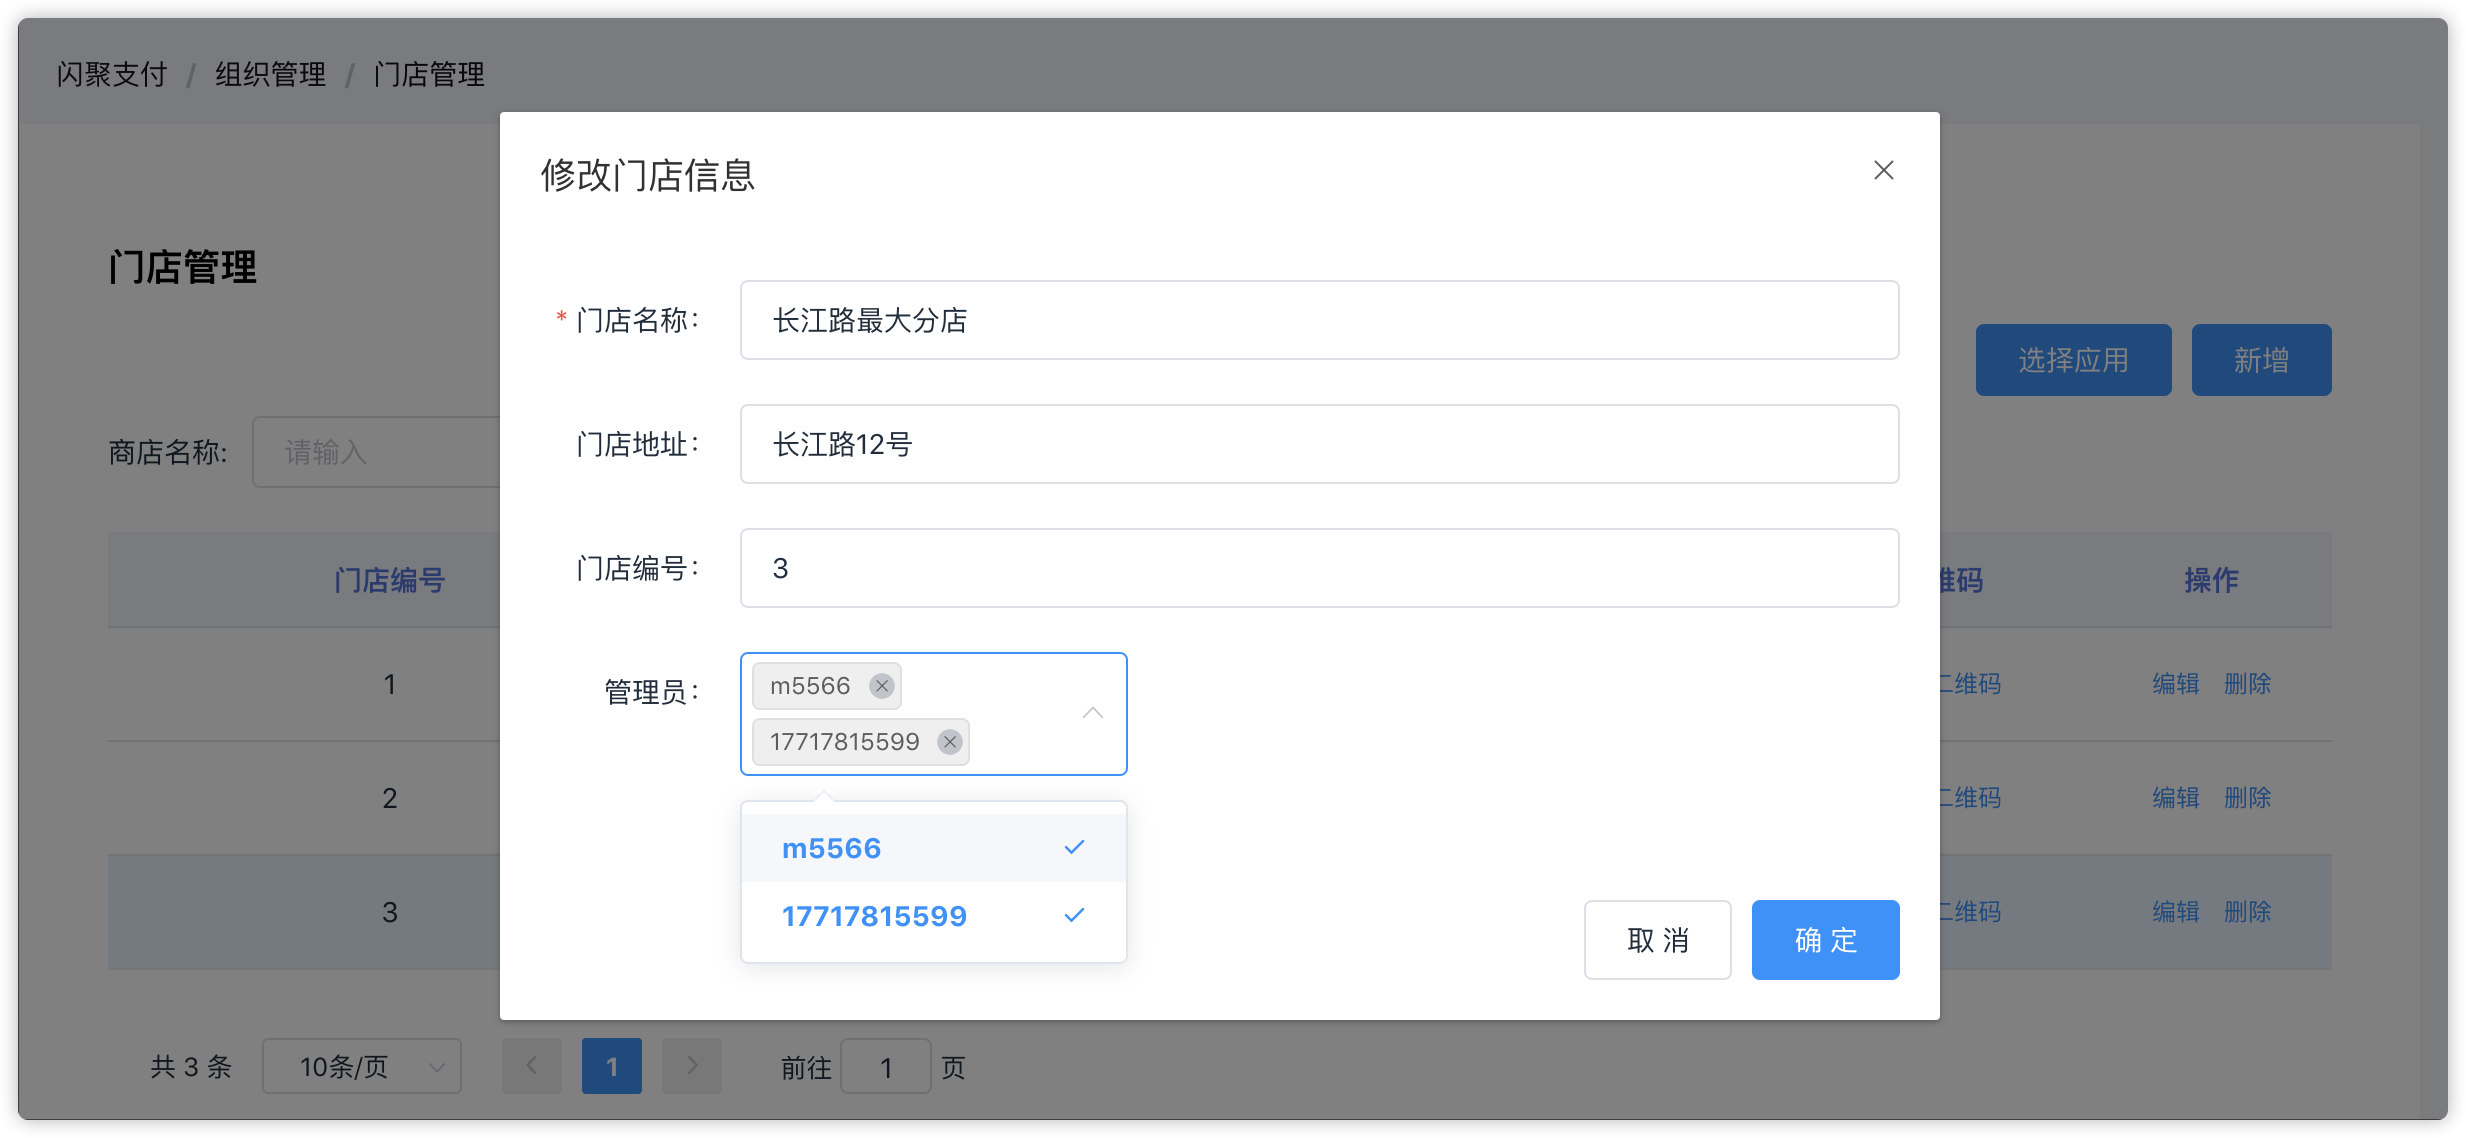 闪聚支付 / 组织管理 / 门店管理
修改门店信息
门店管理
* 门店名称: 长江路最大分店
选择应用 新增
门店地址: 长江路12号
商店名称: 请输入
门店编号: 3
门店编号 维码 操作
管理员: m5566
17717815599
1 二维码 编辑 删除
2 二维码 编辑 删除
m5566
17717815599
3 二维码 编辑 删除
取 消 确 定
共 3 条 10条/页 1 前往 1 页